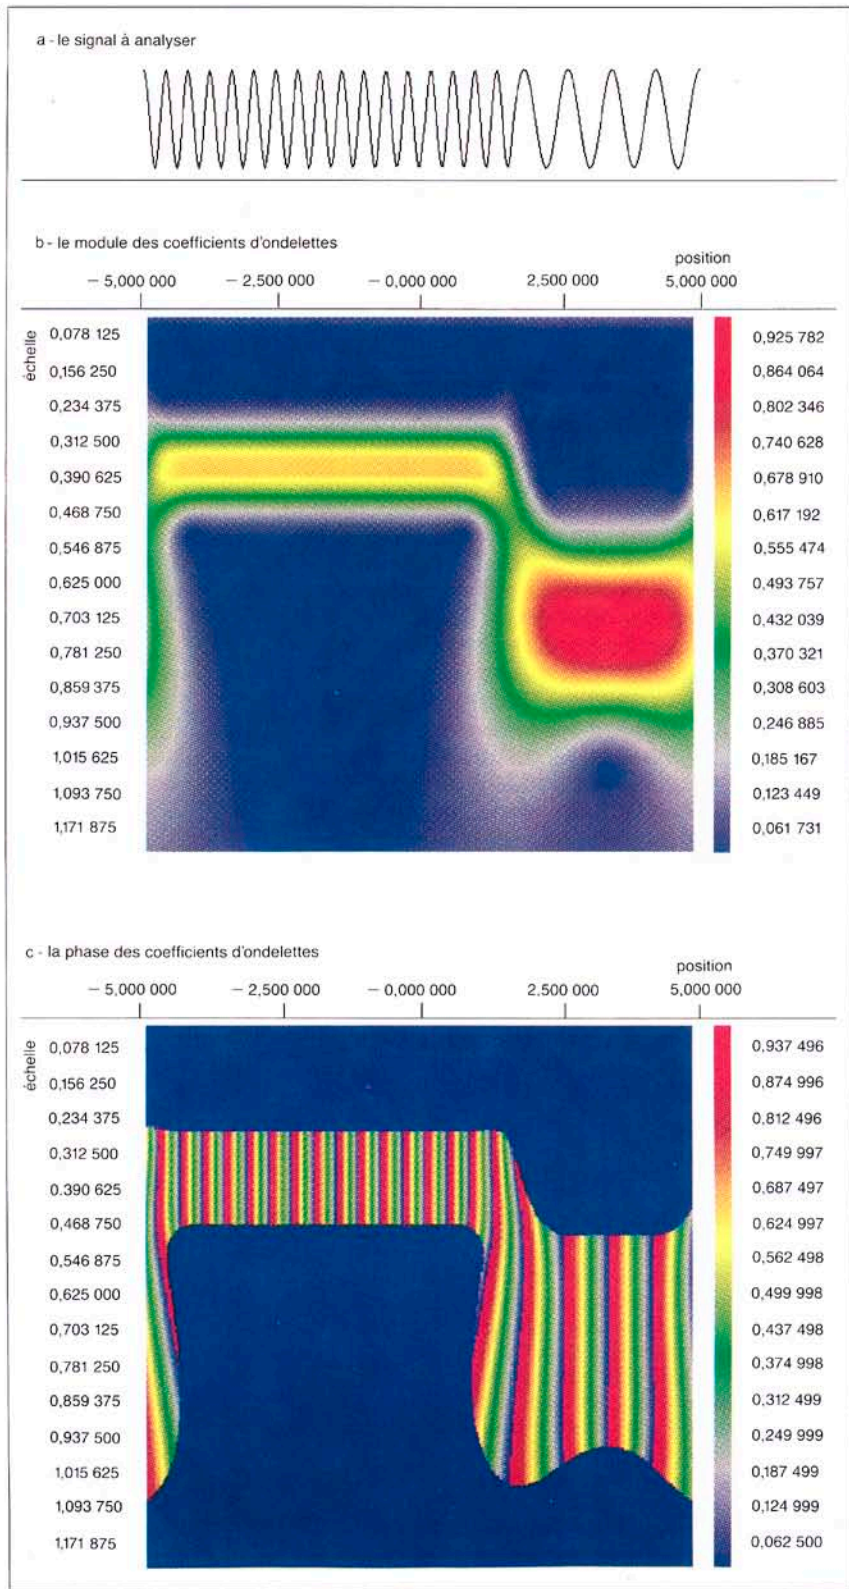 a - le signal à analyser
b - le module des coefficients d'ondelettes
position
− 5,000 000 − 2,500 000 − 0,000 000 2,500 000 5,000 000
échelle
0,078 125 0,925 782
0,156 250 0,864 064
0,234 375 0,802 346
0,312 500 0,740 628
0,390 625 0,678 910
0,468 750 0,617 192
0,546 875 0,555 474
0,625 000 0,493 757
0,703 125 0,432 039
0,781 250 0,370 321
0,859 375 0,308 603
0,937 500 0,246 885
1,015 625 0,185 167
1,093 750 0,123 449
1,171 875 0,061 731
c - la phase des coefficients d'ondelettes
position
− 5,000 000 − 2,500 000 − 0,000 000 2.500 000 5,000 000
échelle
0,078 125 0,937 496
0,156 250 0,874 996
0,234 375 0,812 496
0,312 500 0,749 997
0.390 625 0,687 497
0,468 750 0,624 997
0,546 875 0,562 498
0,625 000 0,499 998
0,703 125 0,437 498
0,781 250 0,374 998
0,859 375 0,312 499
0,937 500 0,249 999
1,015 625 0,187 499
1,093 750 0,124 999
1,171 875 0,062 500